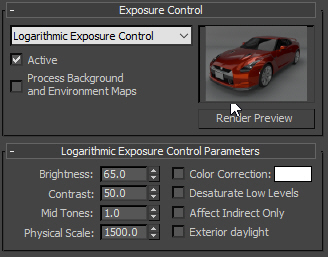 Exposure Control
Logarithmic Exposure Control
Active
Process Background
and Environment Maps
Render Preview
Logarithmic Exposure Control Parameters
Brightness: 65.0 Color Correction:
Contrast: 50.0 Desaturate Low Levels
Mid Tones: 1.0 Affect Indirect Only
Physical Scale: 1500.0 Exterior daylight